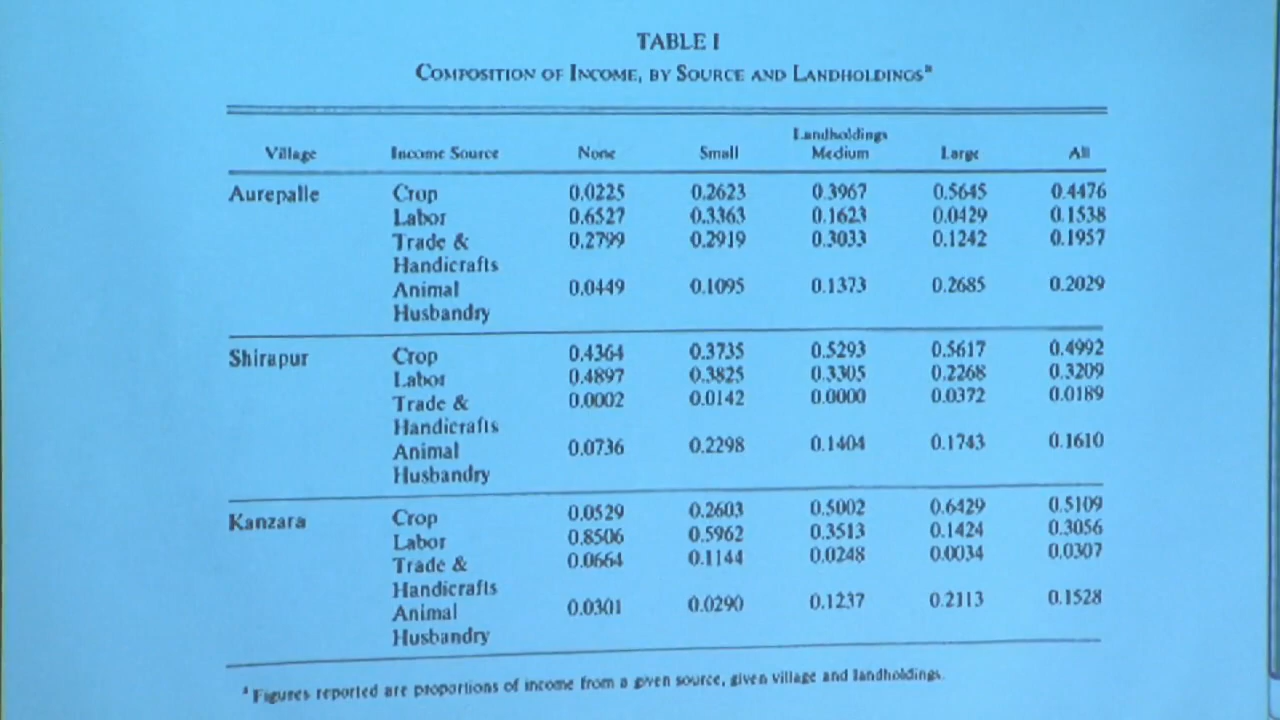 TABLE I
COMPOSITION OF INCOME, BY SOURCE AND LANDHOLDINGSᵃ
Landholdings
Village Income Source None Small Medium Large All
Aurepalle Crop 0.0225 0.2623 0.3967 0.5645 0.4476
Labor 0.6527 0.3363 0.1623 0.0429 0.1538
Trade & 0.2799 0.2919 0.3033 0.1242 0.1957
Handicrafts
Animal 0.0449 0.1095 0.1373 0.2685 0.2029
Husbandry
Shirapur Crop 0.4364 0.3735 0.5293 0.5617 0.4992
Labor 0.4897 0.3825 0.3305 0.2268 0.3209
Trade & 0.0002 0.0142 0.0000 0.0372 0.0189
Handicrafts
Animal 0.0736 0.2298 0.1404 0.1743 0.1610
Husbandry
Kanzara Crop 0.0529 0.2603 0.5002 0.6429 0.5109
Labor 0.8506 0.5962 0.3513 0.1424 0.3056
Trade & 0.0664 0.1144 0.0248 0.0034 0.0307
Handicrafts
Animal 0.0301 0.0290 0.1237 0.2113 0.1528
Husbandry
ᵃ Figures reported are proportions of income from a given source, given village and landholdings.